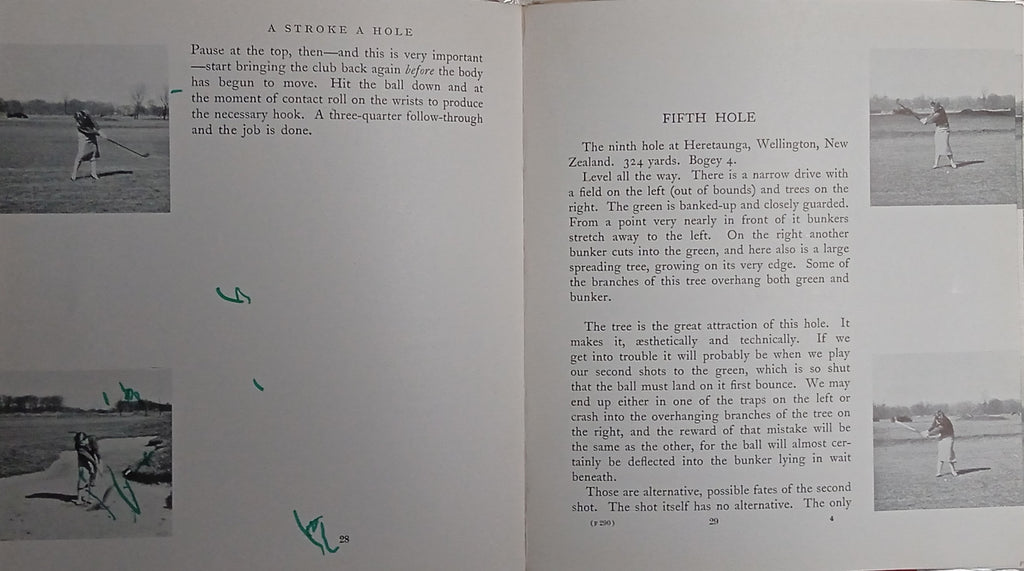 A STROKE A HOLE
Pause at the top, then—and this is very important
—start bringing the club back again before the body
has begun to move. Hit the ball down and at
the moment of contact roll on the wrists to produce
the necessary hook. A three-quarter follow-through
and the job is done.
28
FIFTH HOLE
The ninth hole at Heretaunga, Wellington, New
Zealand. 324 yards. Bogey 4.
Level all the way. There is a narrow drive with
a field on the left (out of bounds) and trees on the
right. The green is banked-up and closely guarded.
From a point very nearly in front of it bunkers
stretch away to the left. On the right another
bunker cuts into the green, and here also is a large
spreading tree, growing on its very edge. Some of
the branches of this tree overhang both green and
bunker.
The tree is the great attraction of this hole. It
makes it, æsthetically and technically. If we
get into trouble it will probably be when we play
our second shots to the green, which is so shut
that the ball must land on it first bounce. We may
end up either in one of the traps on the left or
crash into the overhanging branches of the tree on
the right, and the reward of that mistake will be
the same as the other, for the ball will almost cer-
tainly be deflected into the bunker lying in wait
beneath.
Those are alternative, possible fates of the second
shot. The shot itself has no alternative. The only
(F 290) 29 4